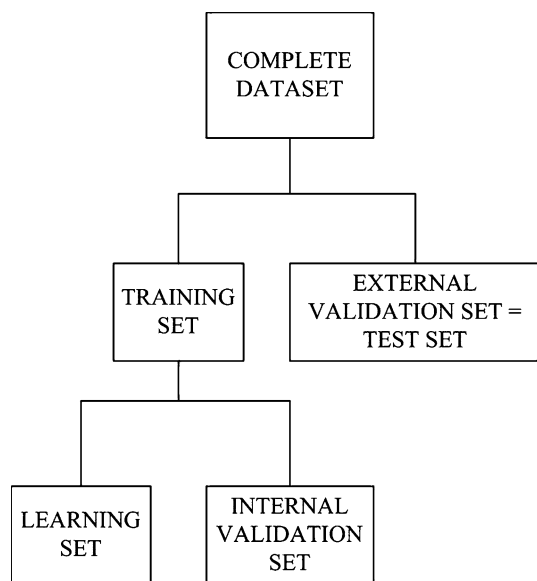 COMPLETE
DATASET
TRAINING
SET
EXTERNAL
VALIDATION SET =
TEST SET
LEARNING
SET
INTERNAL
VALIDATION
SET